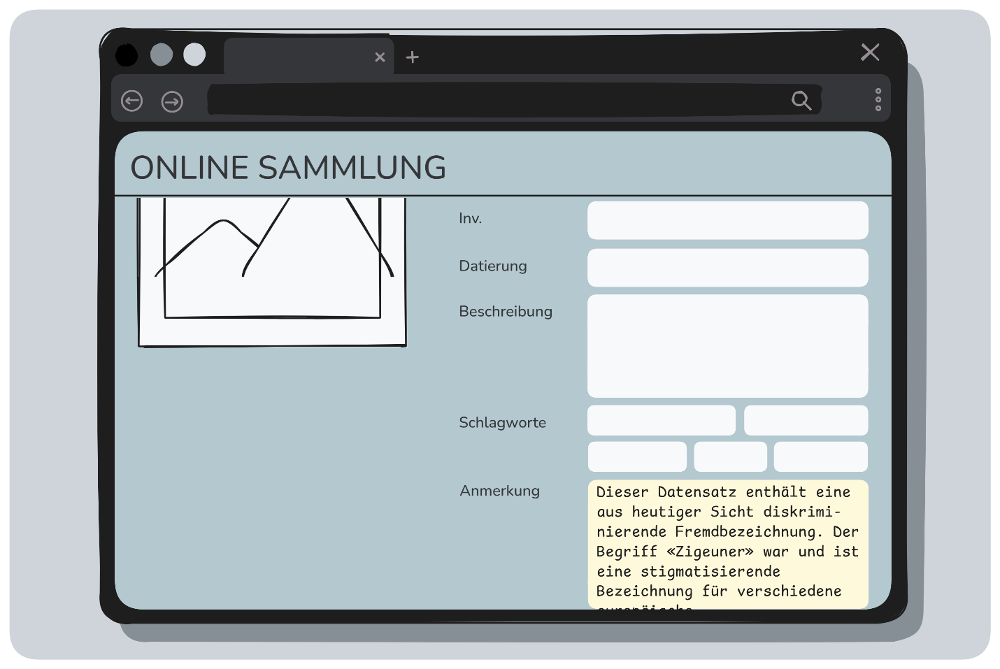 ONLINE SAMMLUNG
Inv.
Datierung
Beschreibung
Schlagworte
Anmerkung
Dieser Datensatz enthält eine
aus heutiger Sicht diskrimi-
nierende Fremdbezeichnung. Der
Begriff «Zigeuner» war und ist
eine stigmatisierende
Bezeichnung für verschiedene